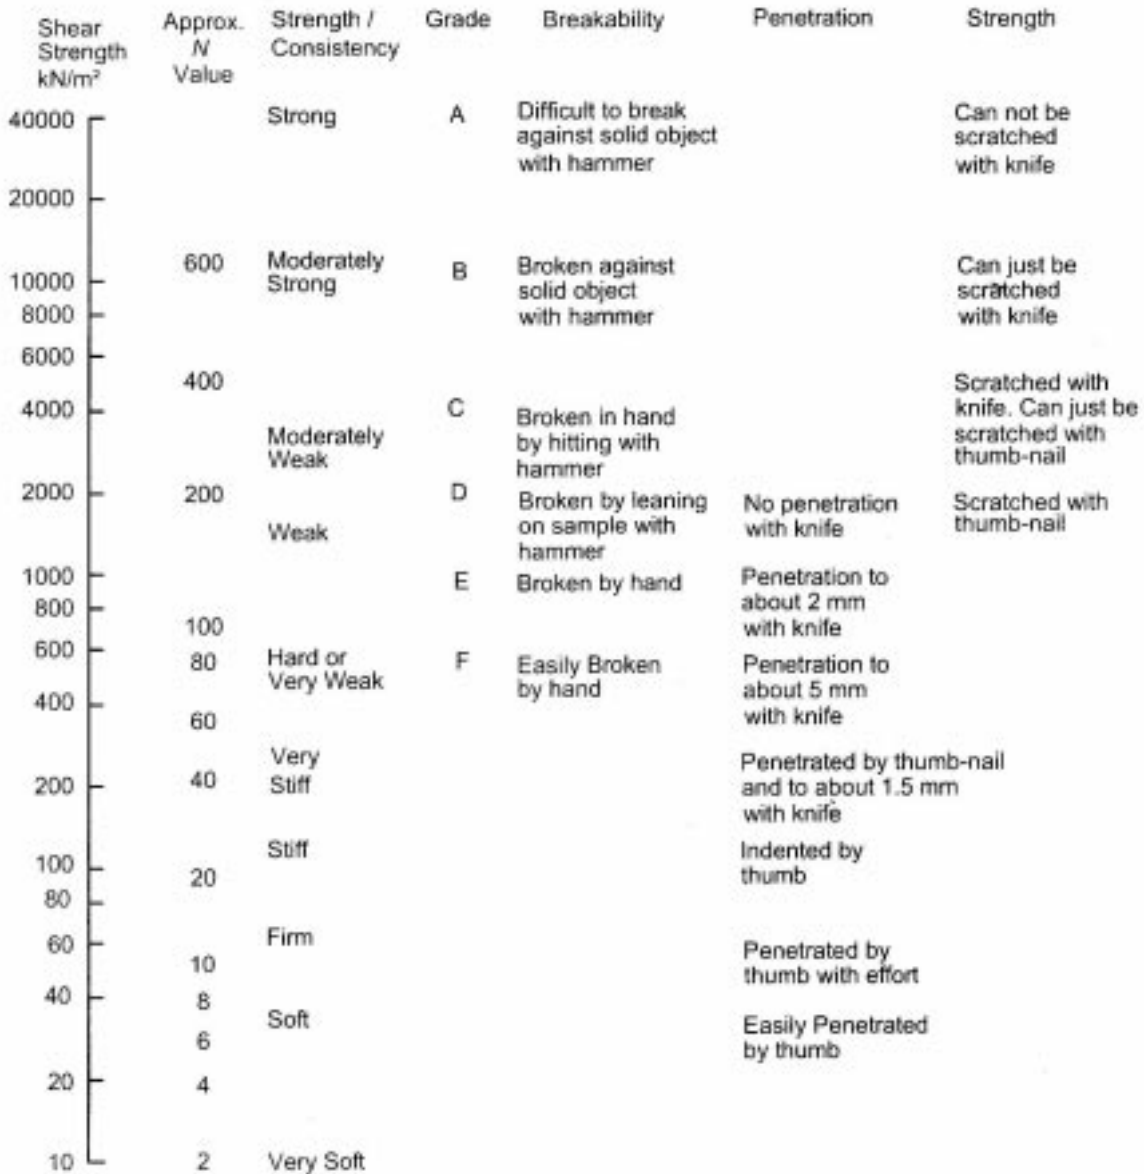 Shear Strength kN/m² Approx. N Value Strength / Consistency Grade Breakability Penetration Strength
40000 Strong A Difficult to break Can not be
against solid object scratched
with hammer with knife
20000
600 Moderately B Broken against Can just be
10000 Strong solid object scratched
8000 with hammer with knife
6000
400 Scratched with
4000 C Broken in hand knife. Can just be
Moderately by hitting with scratched with
Weak hammer thumb-nail
2000 200 D Broken by leaning No penetration Scratched with
Weak on sample with with knife thumb-nail
hammer
1000 E Broken by hand Penetration to
800 about 2 mm
100 with knife
600 80 Hard or F Easily Broken Penetration to
Very Weak by hand about 5 mm
400 with knife
60
Very Penetrated by thumb-nail
200 40 Stiff and to about 1.5 mm
with knife
Stiff Indented by
100 20 thumb
80
Firm
60 Penetrated by
10 thumb with effort
40 8
Soft Easily Penetrated
6 by thumb
20 4
10 2 Very Soft